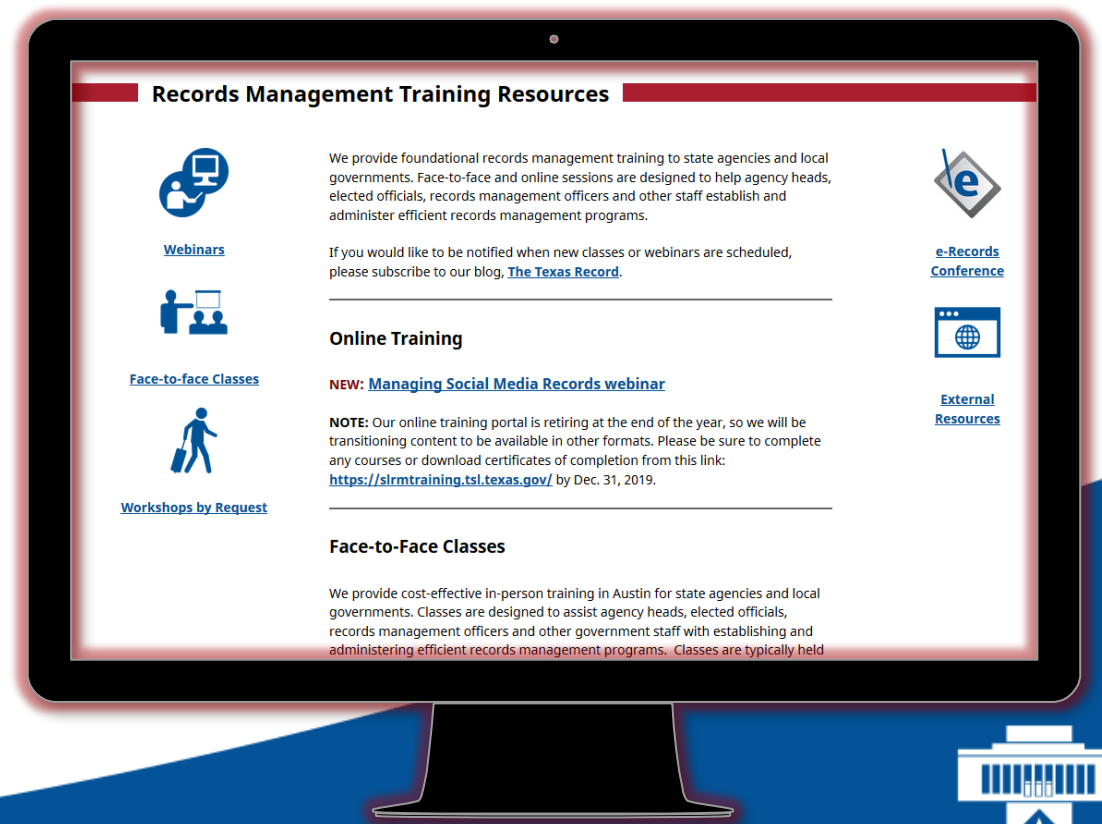 Records Management Training Resources
Webinars
Face-to-face Classes
Workshops by Request
We provide foundational records management training to state agencies and local
governments. Face-to-face and online sessions are designed to help agency heads,
elected officials, records management officers and other staff establish and
administer efficient records management programs.
If you would like to be notified when new classes or webinars are scheduled,
please subscribe to our blog, The Texas Record.
Online Training
NEW: Managing Social Media Records webinar
NOTE: Our online training portal is retiring at the end of the year, so we will be
transitioning content to be available in other formats. Please be sure to complete
any courses or download certificates of completion from this link:
https://slrmtraining.tsl.texas.gov/ by Dec. 31, 2019.
Face-to-Face Classes
We provide cost-effective in-person training in Austin for state agencies and local
governments. Classes are designed to assist agency heads, elected officials,
records management officers and other government staff with establishing and
administering efficient records management programs.  Classes are typically held
e
e-Records
Conference
External
Resources